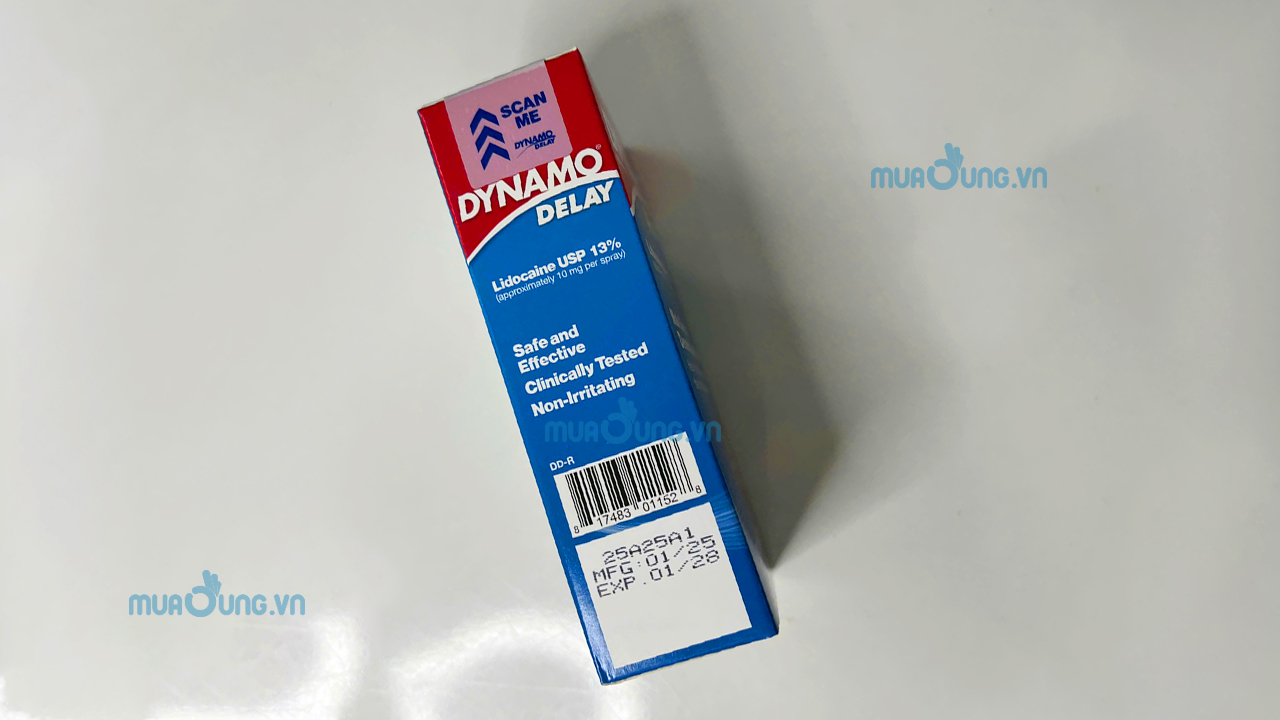 SCAN
ME
DYNAMO
DELAY
DYNAMO®
DELAY
Lidocaine USP 13%
(approximately 10 mg per spray)
Safe and
Effective
Clinically Tested
Non-Irritating
DD-R
8 17483 01152 8
25A25A1
MFG:01/25
EXP.01/28
muaDung.vn
muaDung.vn
muaDung.vn